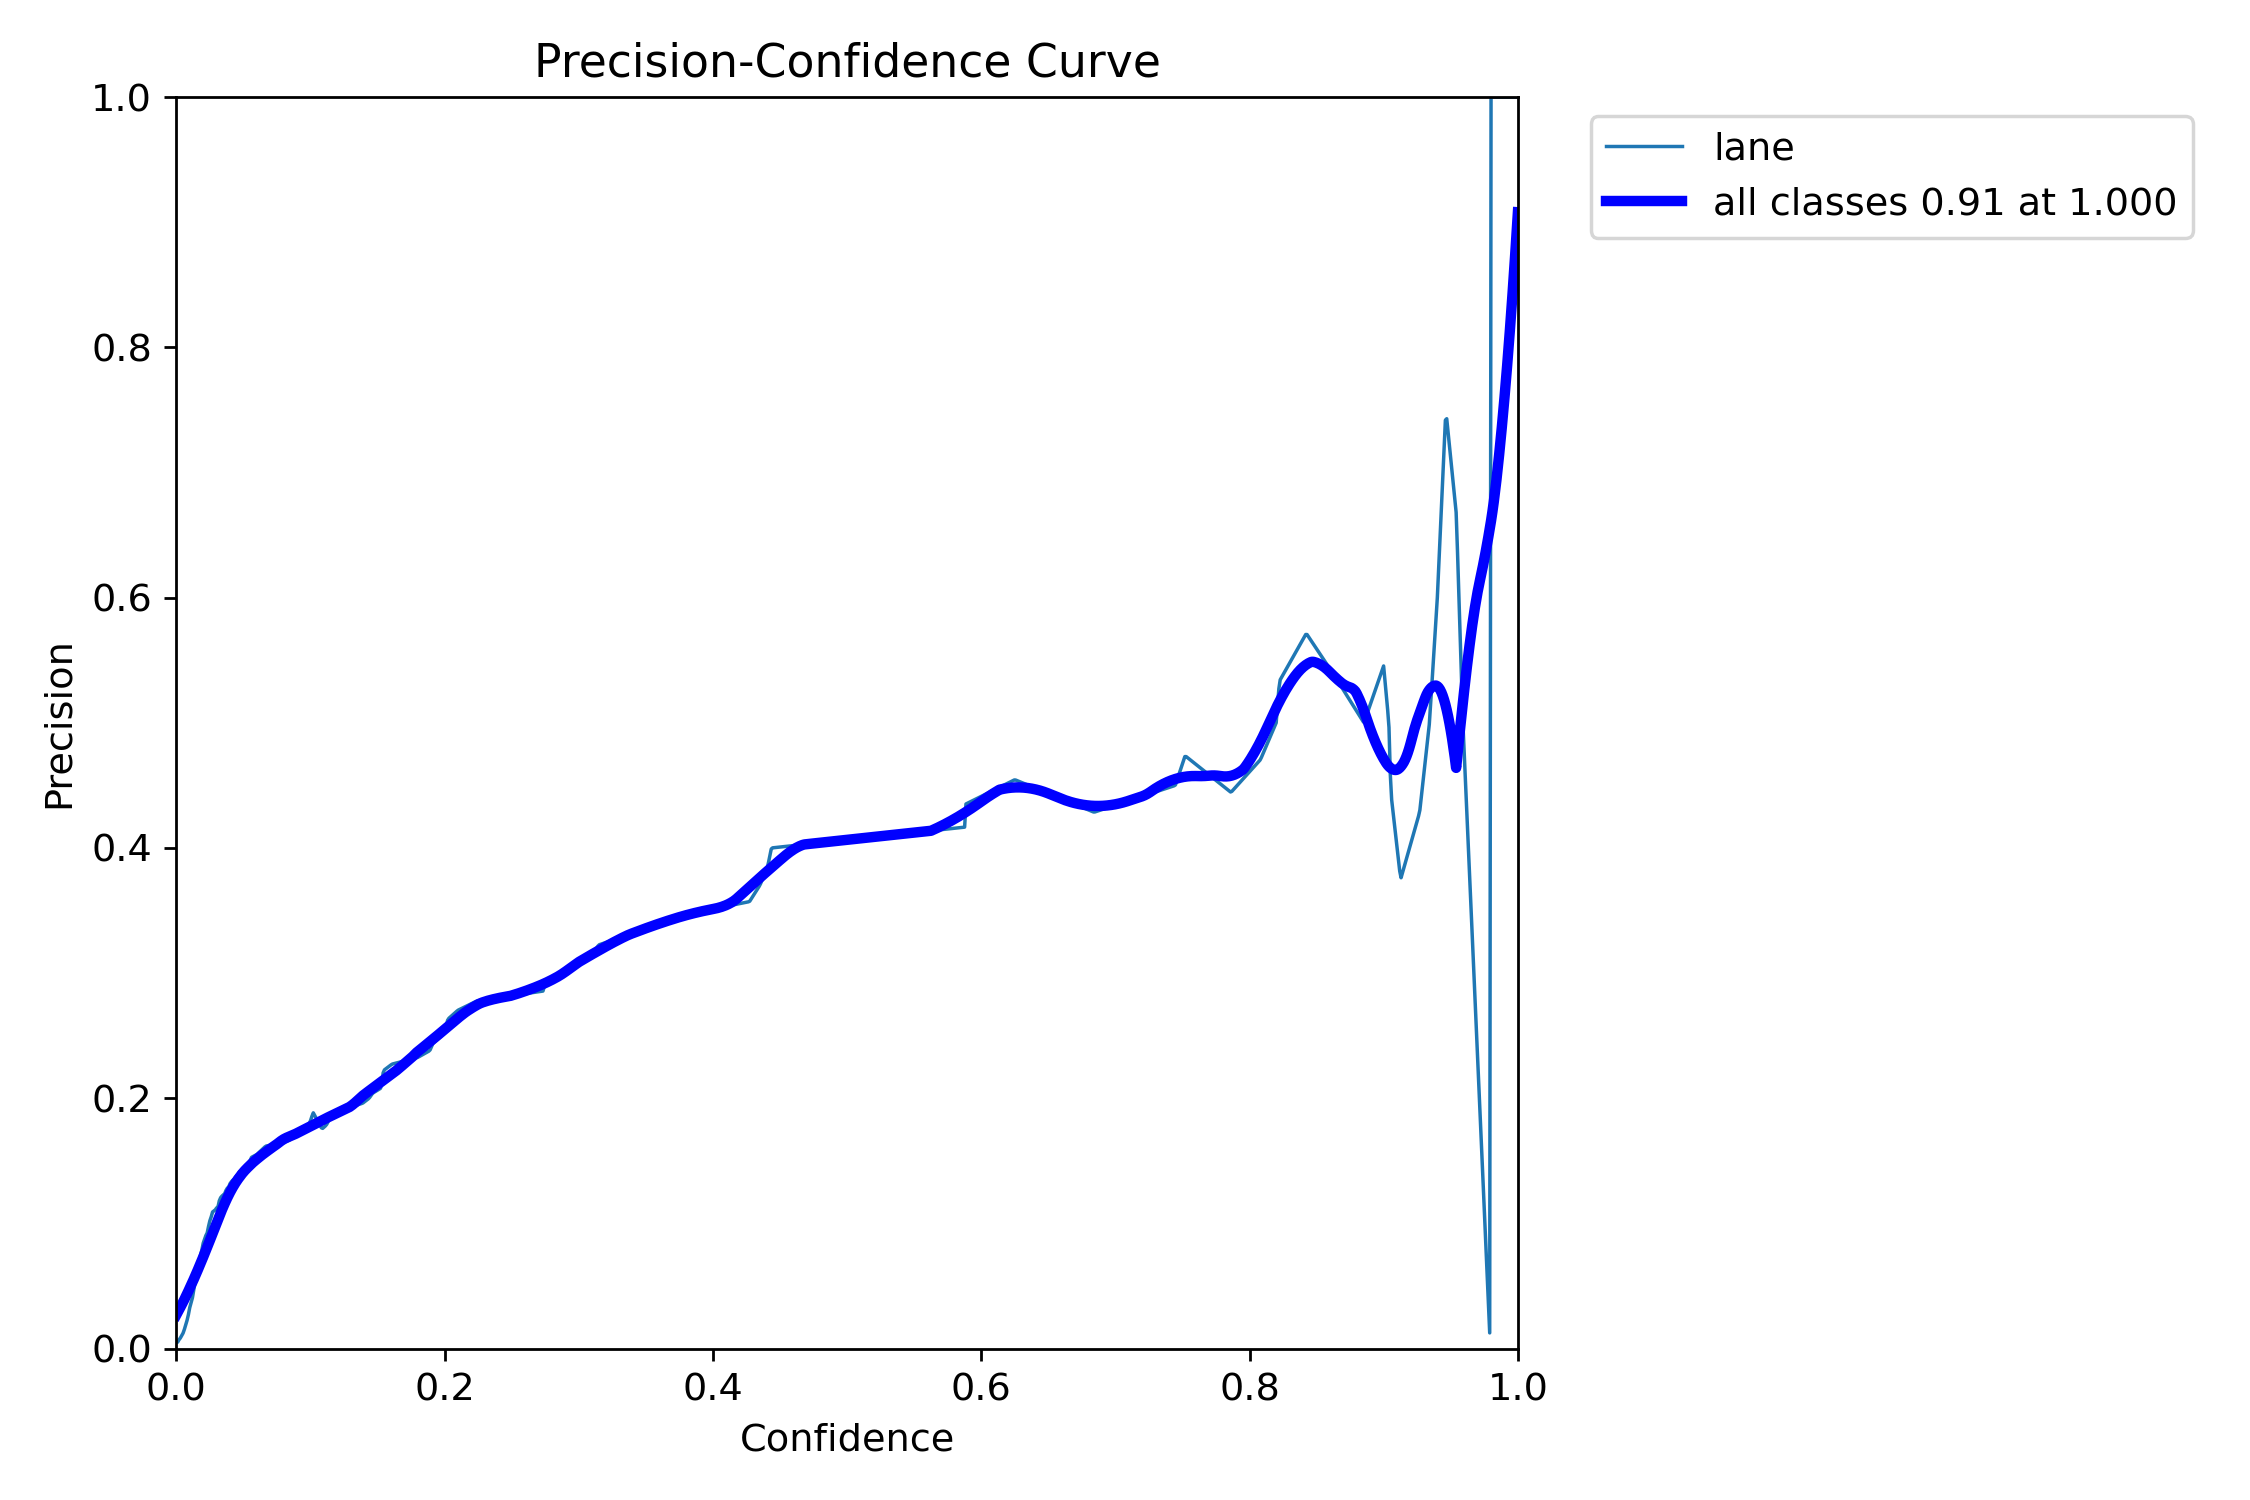 Precision-Confidence Curve
1.0
0.8
0.6
0.4
0.2
0.0
Precision
0.0 0.2 0.4 0.6 0.8 1.0
Confidence
lane
all classes 0.91 at 1.000